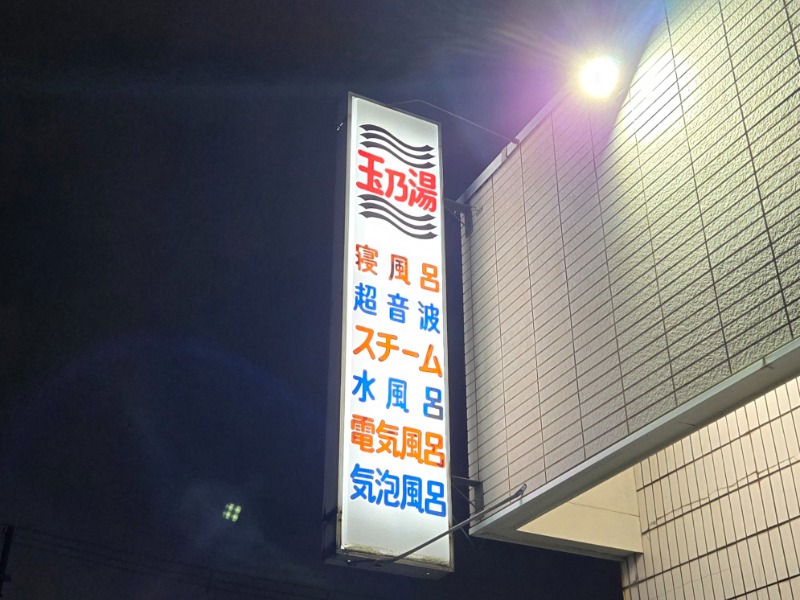 玉乃湯
寝風呂
超音波
スチーム
水風呂
電気風呂
気泡風呂